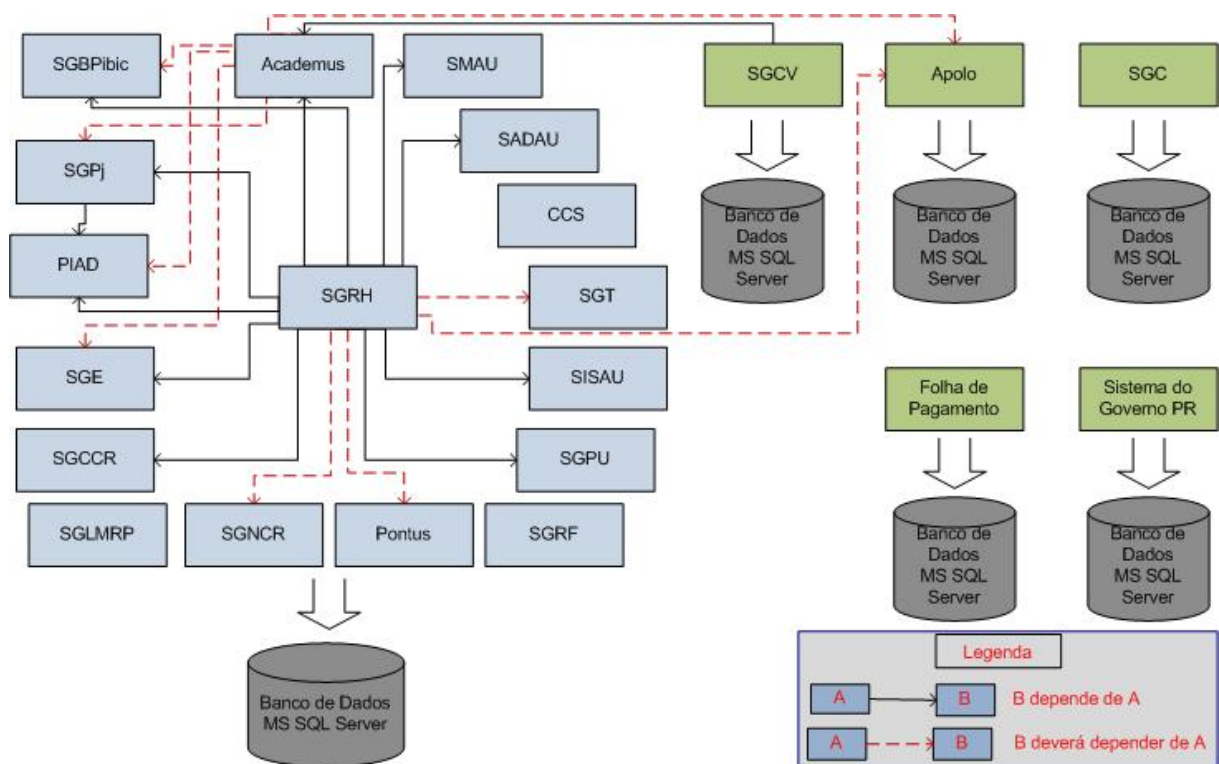 SGBPibic
Academus
SMAU
SGCV
Apolo
SGC
SADAU
SGPj
CCS
PIAD
SGRH
SGT
Banco de
Dados
MS SQL
Server
Banco de
Dados
MS SQL
Server
Banco de
Dados
MS SQL
Server
SGE
SISAU
Folha de
Pagamento
Sistema do
Governo PR
SGCCR
SGPU
SGLMRP
SGNCR
Pontus
SGRF
Banco de
Dados
MS SQL
Server
Banco de
Dados
MS SQL
Server
Banco de Dados
MS SQL Server
Legenda
A B B depende de A
A B B deverá depender de A